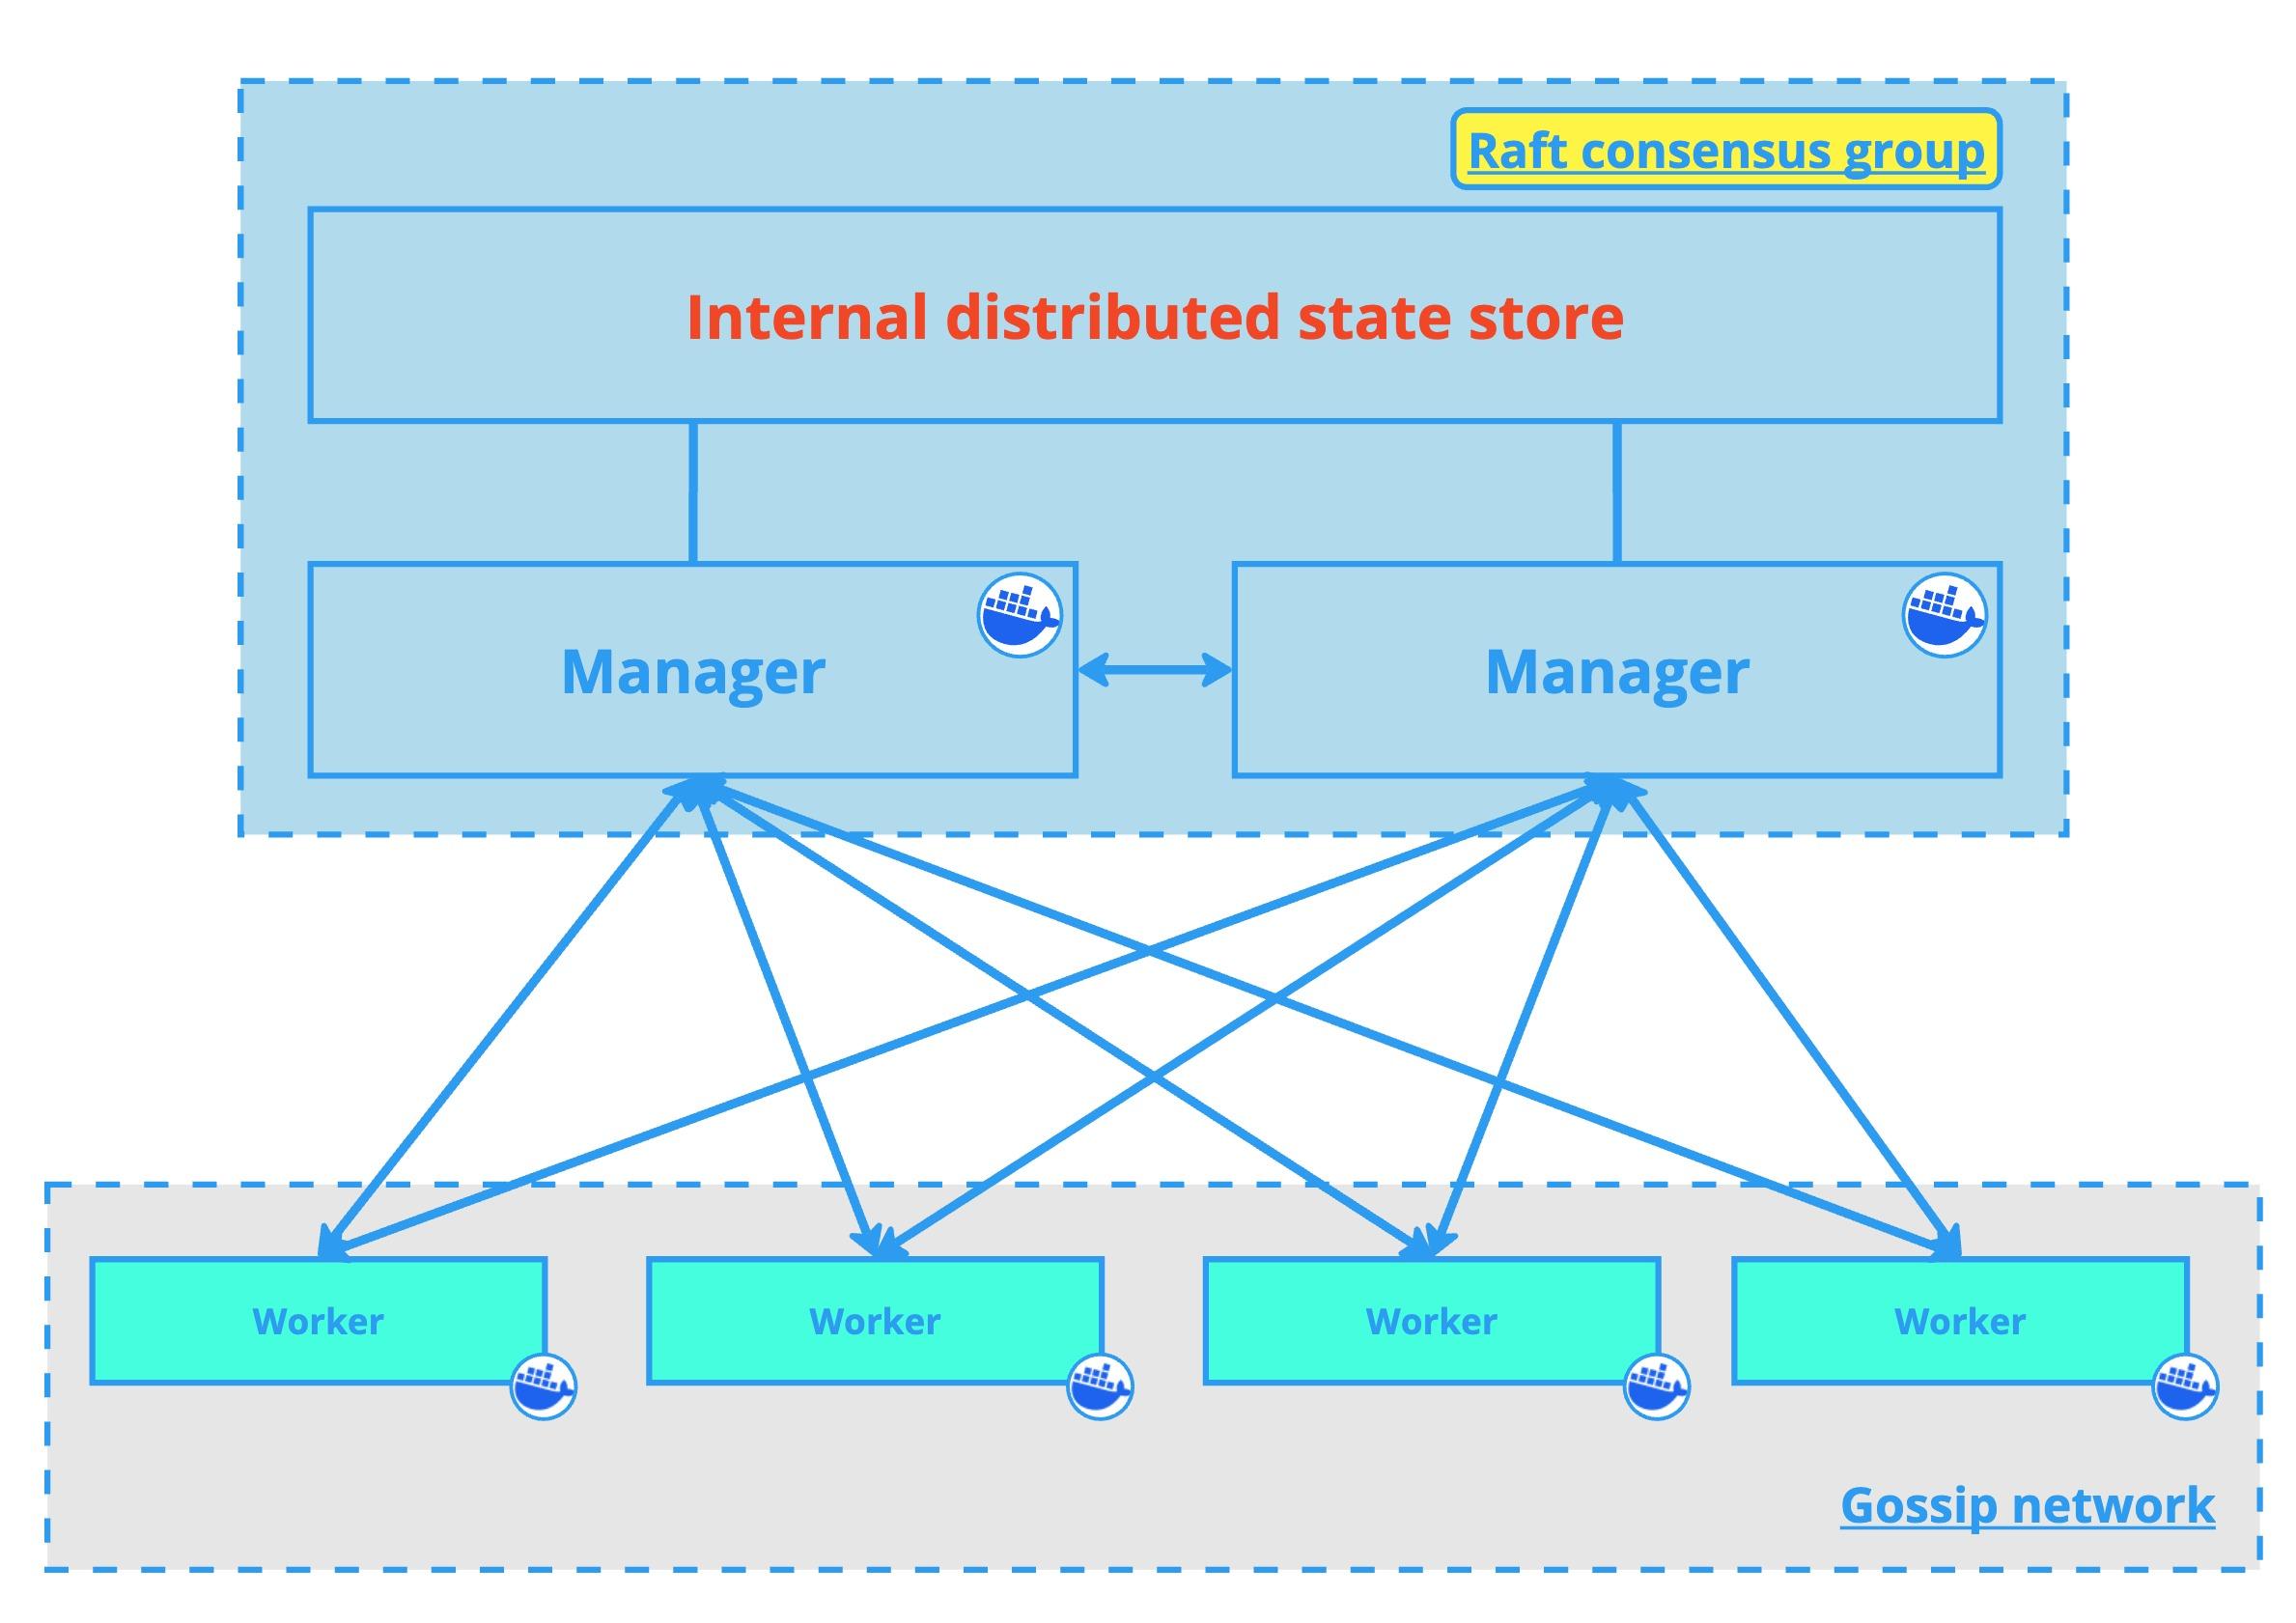 Raft consensus group
Internal distributed state store
Manager
Manager
Worker
Worker
Worker
Worker
Gossip network